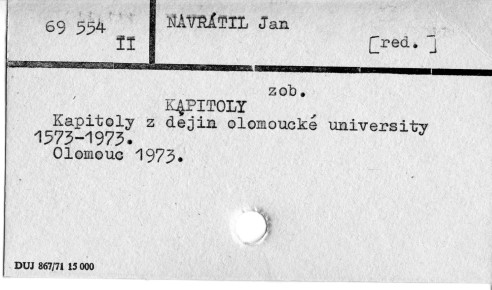 69 554
II
NAVRÁTIL Jan
[red.]
zob.
KAPITOLY
Kapitoly z dějin olomoucké university
1573-1973.
Olomouc 1973.
DUJ 867/71 15 000